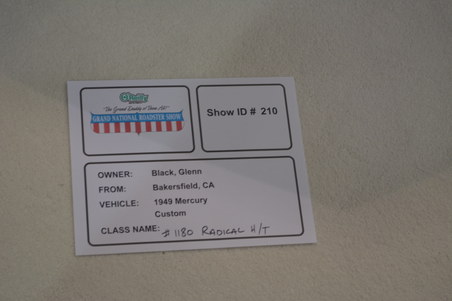 "The Grand Daddy of Them All"
GRAND NATIONAL ROADSTER SHOW
Show ID # 210
OWNER: Black, Glenn
FROM: Bakersfield, CA
VEHICLE: 1949 Mercury
Custom
CLASS NAME: #1180 RADICAL H/T